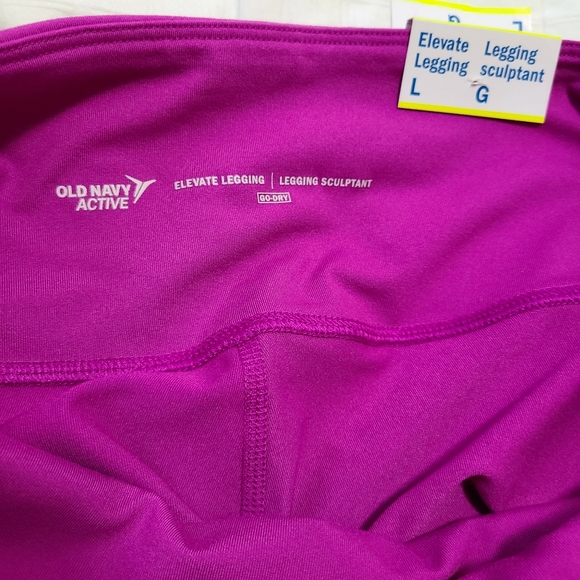 L
G
Elevate Legging
Legging sculptant
L G
OLD NAVY
ACTIVE
ELEVATE LEGGING | LEGGING SCULPTANT
GO-DRY